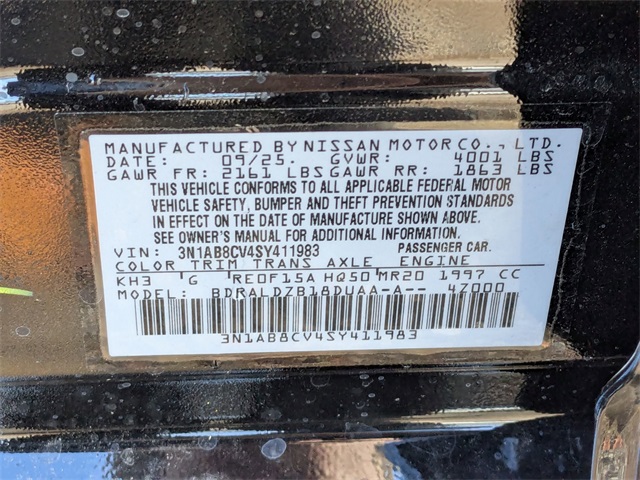 MANUFACTURED BY NISSAN MOTOR CO., LTD.
DATE: 09/25. GVWR: 4001 LBS
GAWR FR: 2161 LBS GAWR RR: 1863 LBS
THIS VEHICLE CONFORMS TO ALL APPLICABLE FEDERAL MOTOR
VEHICLE SAFETY, BUMPER AND THEFT PREVENTION STANDARDS
IN EFFECT ON THE DATE OF MANUFACTURE SHOWN ABOVE.
SEE OWNER'S MANUAL FOR ADDITIONAL INFORMATION.
VIN: 3N1AB8CV4SY411983 PASSENGER CAR.
COLOR TRIM TRANS AXLE ENGINE
KH3 G RE0F15A HQ50 MR20 1997 CC
MODEL: BDRALDZB18DUAA-A-- 4Z000
3N1AB8CV4SY411983